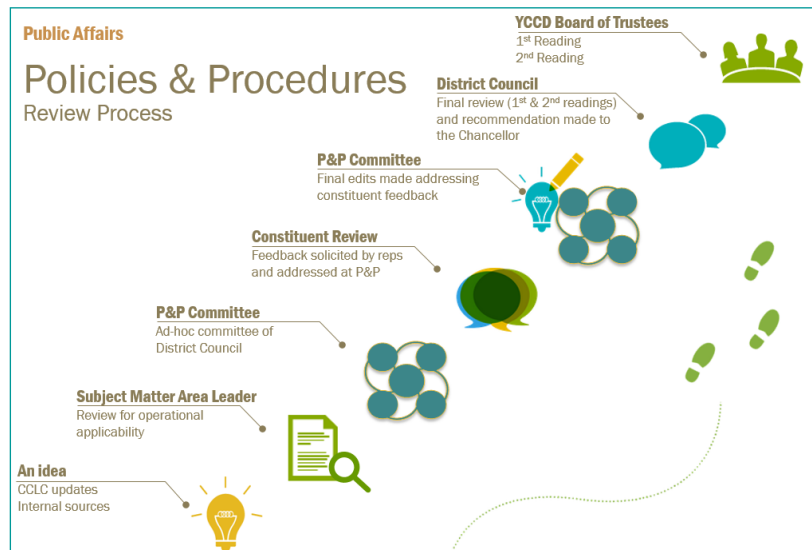 Public Affairs
Policies & Procedures
Review Process
YCCD Board of Trustees
1st Reading
2nd Reading
District Council
Final review (1st & 2nd readings)
and recommendation made to
the Chancellor
P&P Committee
Final edits made addressing
constituent feedback
Constituent Review
Feedback solicited by reps
and addressed at P&P
P&P Committee
Ad-hoc committee of
District Council
Subject Matter Area Leader
Review for operational
applicability
An idea
CCLC updates
Internal sources